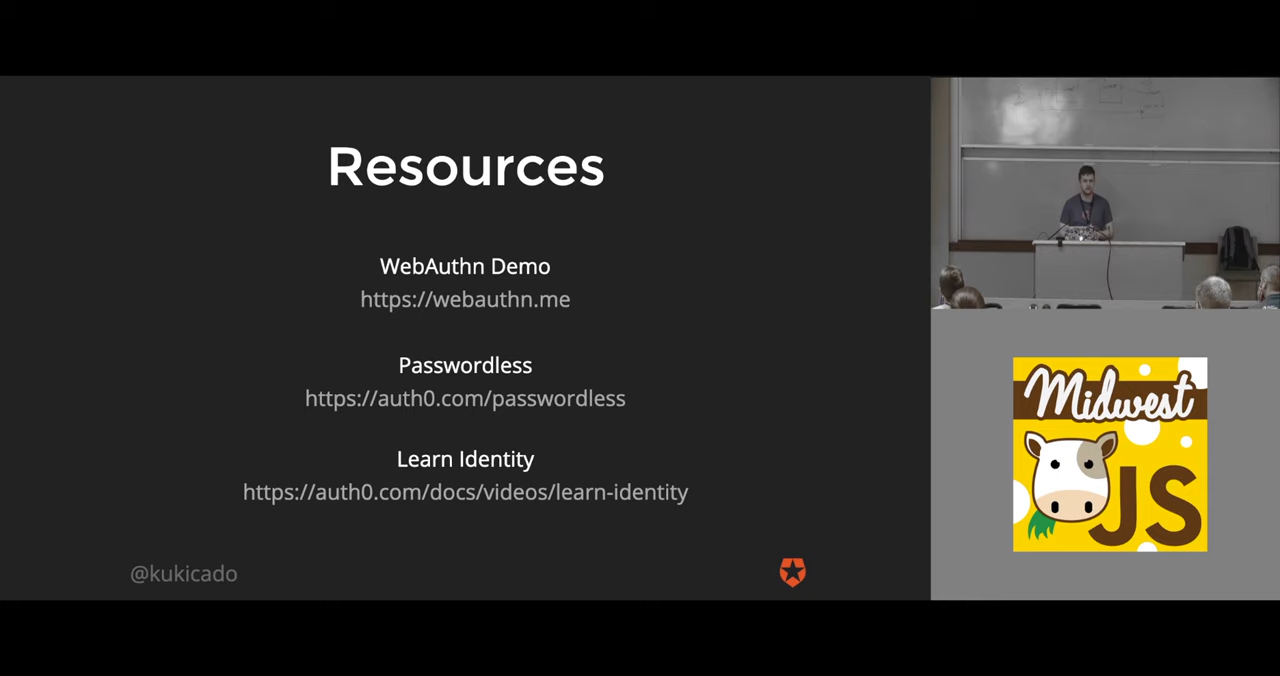 Resources
WebAuthn Demo
https://webauthn.me
Passwordless
https://auth0.com/passwordless
Learn Identity
https://auth0.com/docs/videos/learn-identity
@kukicado
Midwest
JS